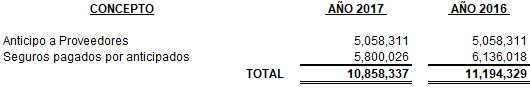 CONCEPTO AÑO 2017 AÑO 2016
Anticipo a Proveedores 5,058,311 5,058,311
Seguros pagados por anticipados 5,800,026 6,136,018
TOTAL 10,858,337 11,194,329